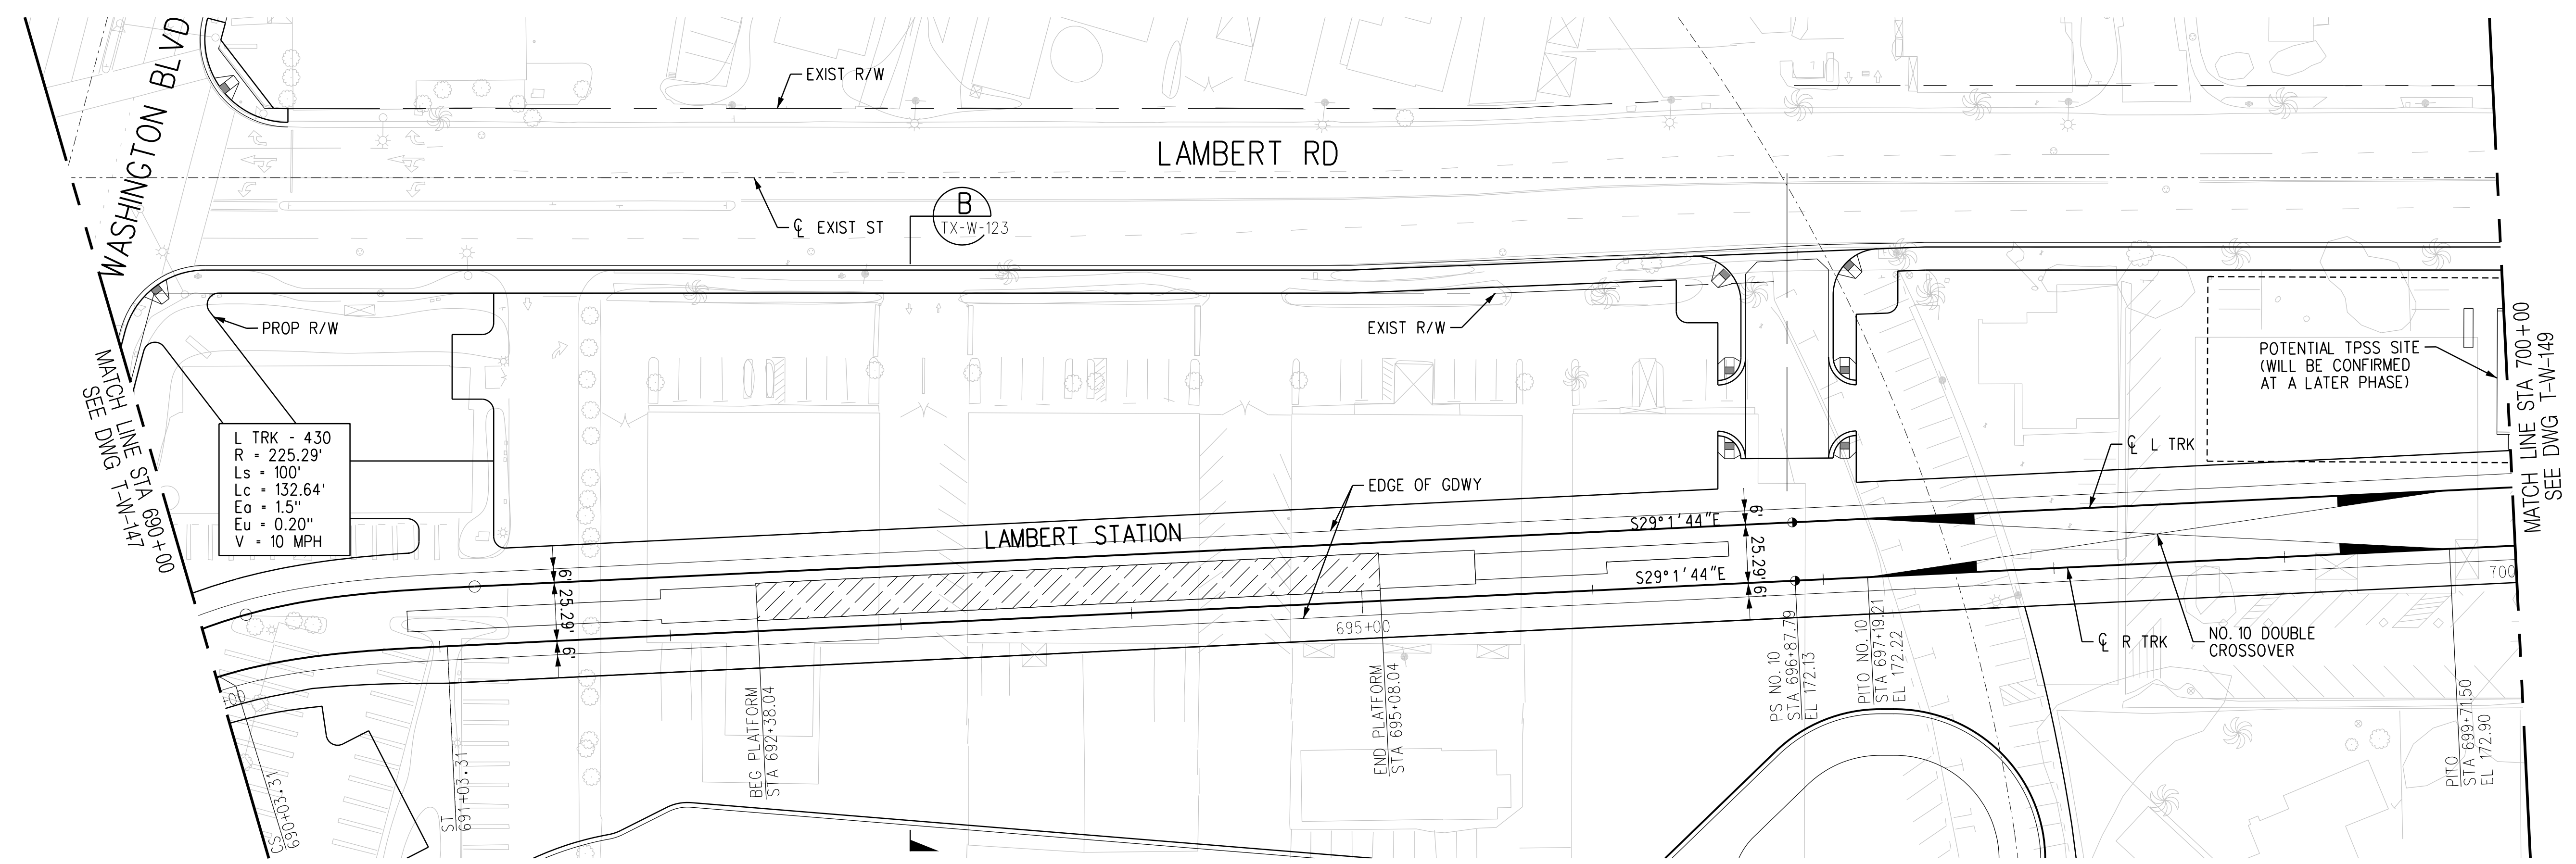 WASHINGTON BLVD
EXIST R/W
LAMBERT RD
℄ EXIST ST
B
TX-W-123
PROP R/W
EXIST R/W
MATCH LINE STA 690+00
SEE DWG T-W-147
L TRK - 430
R = 225.29'
Ls = 100'
Lc = 132.64'
Ea = 1.5"
Eu = 0.20"
V = 10 MPH
EDGE OF GDWY
LAMBERT STATION
POTENTIAL TPSS SITE
(WILL BE CONFIRMED
AT A LATER PHASE)
MATCH LINE STA 700+00
SEE DWG T-W-149
℄ L TRK
S29°1'44"E
S29°1'44"E
6'
25.29'
6'
6'
25.29'
6'
695+00
700
+00
℄ R TRK
NO. 10 DOUBLE
CROSSOVER
CS
690+03.31
ST
691+03.31
BEG PLATFORM
STA 692+38.04
END PLATFORM
STA 695+08.04
PS NO. 10
STA 696+87.79
EL 172.13
PITO NO. 10
STA 697+19.21
EL 172.22
PITO
STA 699+71.50
EL 172.90